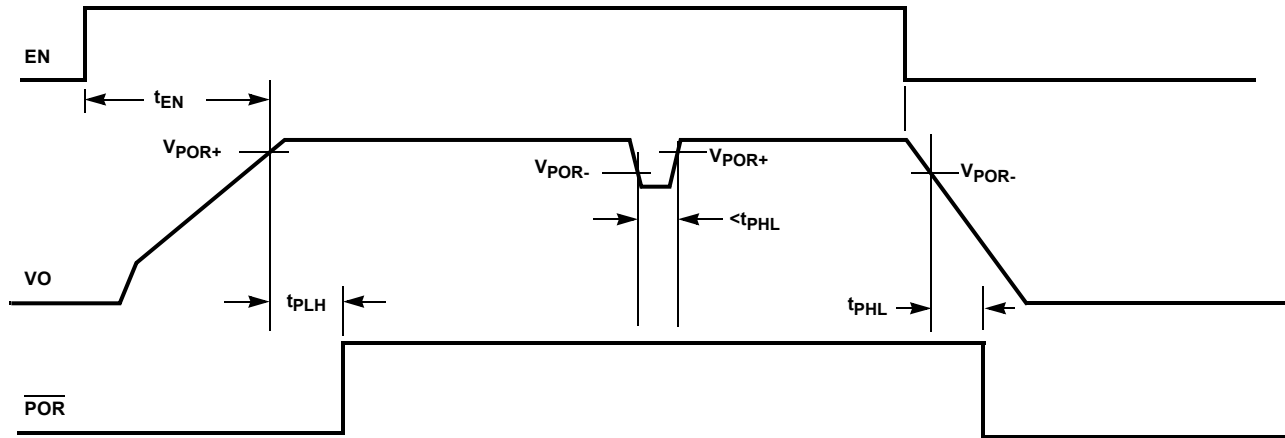 EN
tEN
VPOR+
VPOR-
VPOR+
VPOR-
<tPHL
VO
tPLH
tPHL
POR